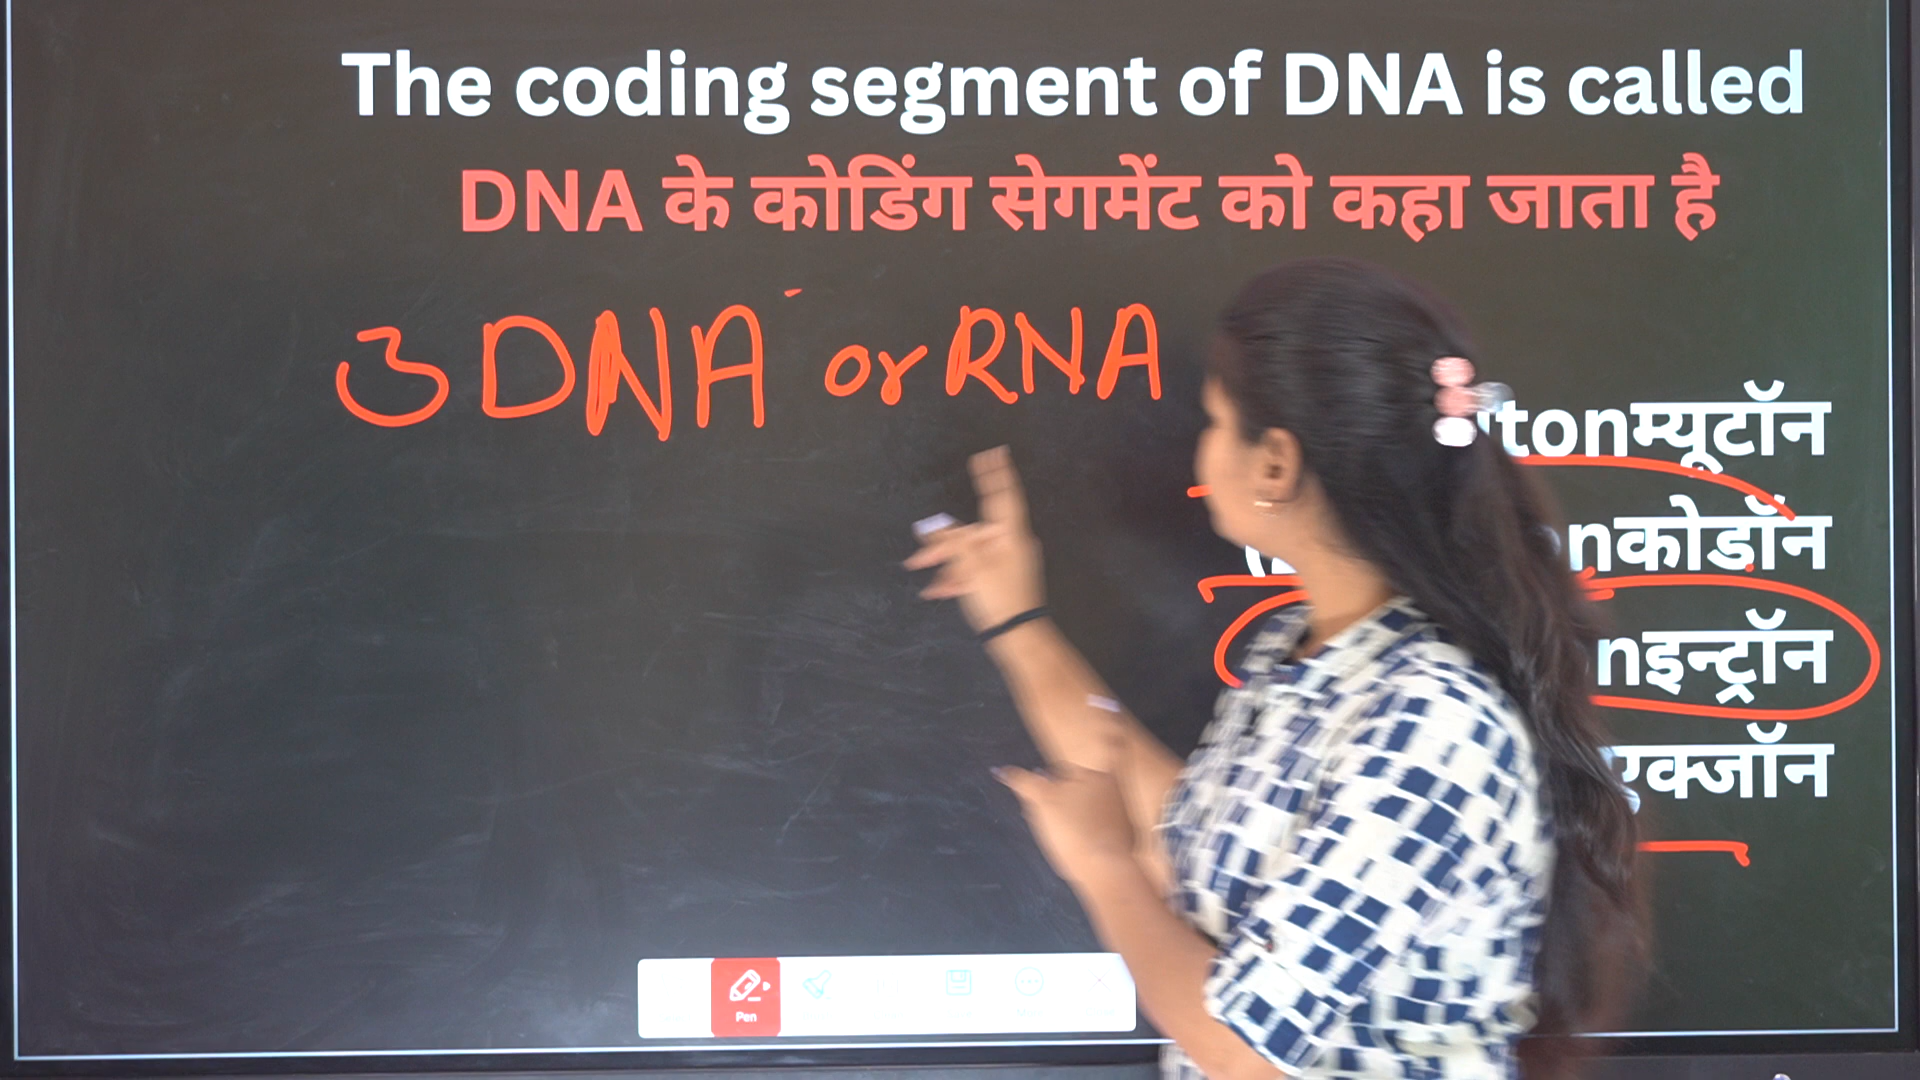 The coding segment of DNA is called
DNA के कोडिंग सेगमेंट को कहा जाता है
3 DNA or RNA
tonम्यूटॉन
nकोडॉन
nइन्ट्रॉन
एक्जॉन
Pen